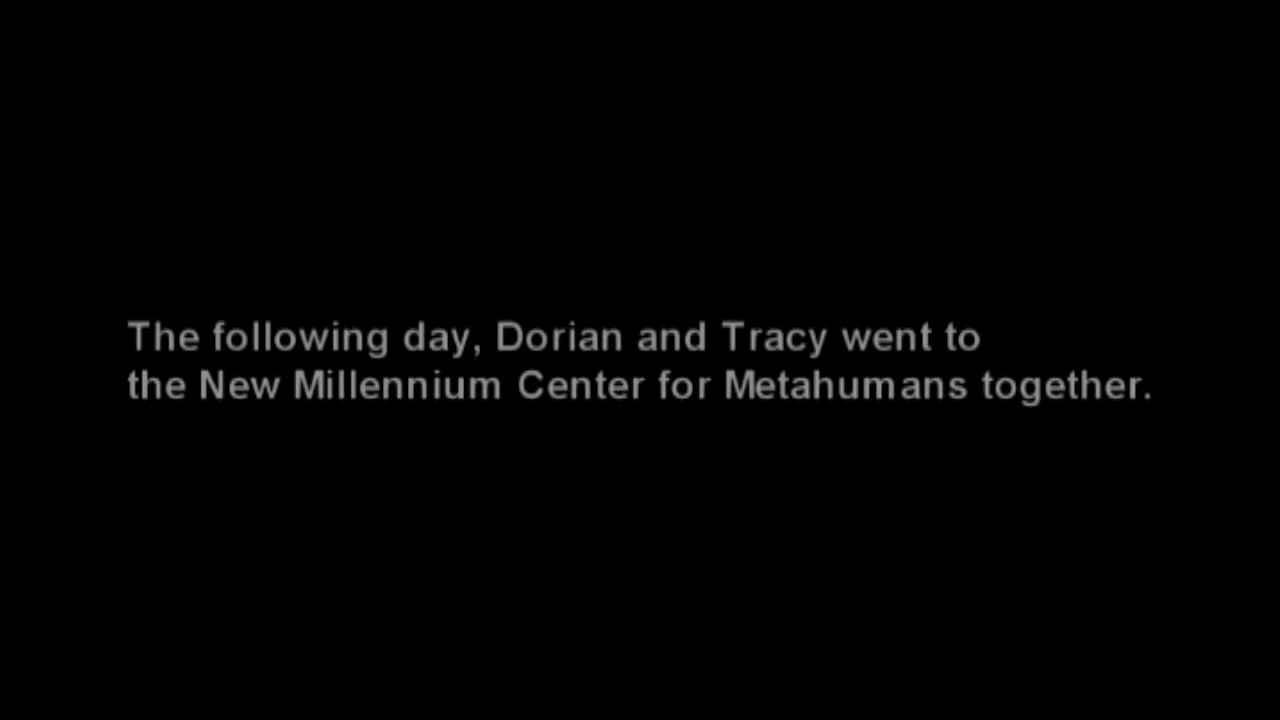 The following day, Dorian and Tracy went to
the New Millennium Center for Metahumans together.